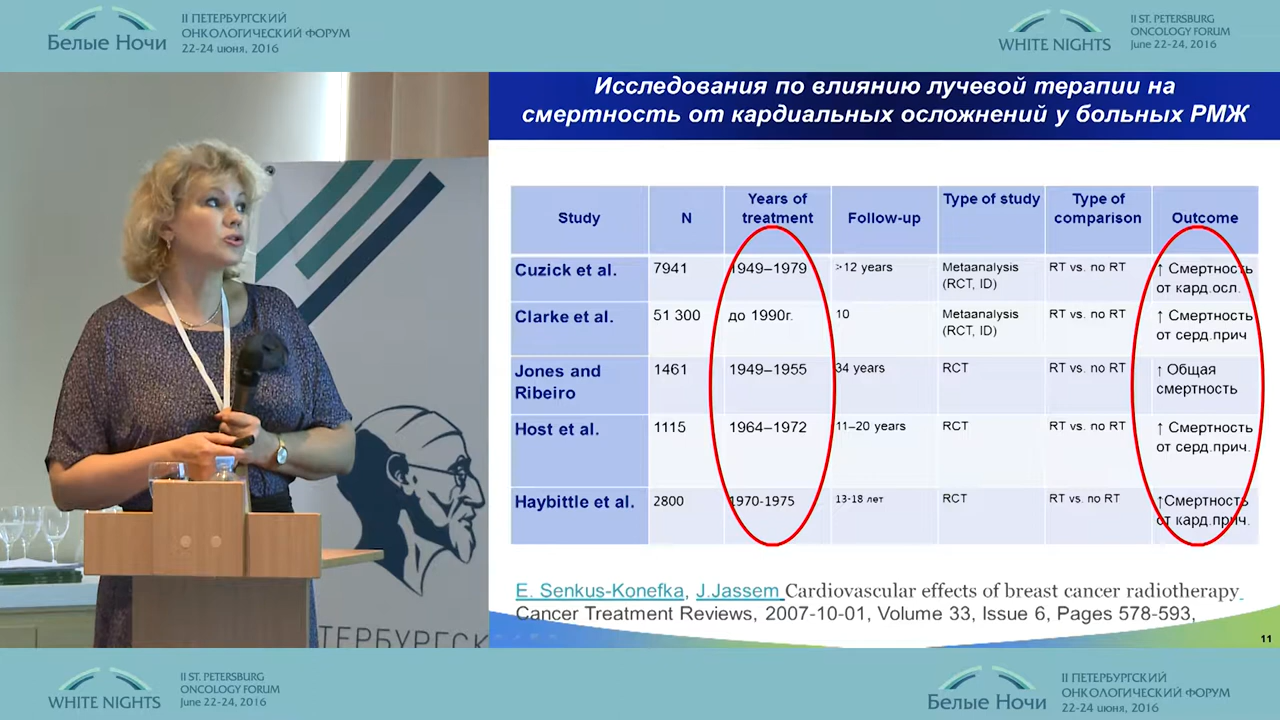 Белые Ночи
II ПЕТЕРБУРГСКИЙ
ОНКОЛОГИЧЕСКИЙ ФОРУМ
22-24 июня, 2016
WHITE NIGHTS
II ST. PETERSBURG
ONCOLOGY FORUM
June 22-24, 2016
Исследования по влиянию лучевой терапии на
смертность от кардиальных осложнений у больных РМЖ
Study N Years of treatment Follow-up Type of study Type of comparison Outcome
Cuzick et al. 7941 1949–1979 >12 years Metaanalysis (RCT, ID) RT vs. no RT ↑ Смертность от кард.осл.
Clarke et al. 51 300 до 1990г. 10 Metaanalysis (RCT, ID) RT vs. no RT ↑ Смертность от серд.прич
Jones and Ribeiro 1461 1949–1955 34 years RCT RT vs. no RT ↑ Общая смертность
Host et al. 1115 1964–1972 11–20 years RCT RT vs. no RT ↑ Смертность от серд.прич.
Haybittle et al. 2800 1970-1975 13-18 лет RCT RT vs. no RT ↑Смертность от кард.прич.
E. Senkus-Konefka, J.Jassem Cardiovascular effects of breast cancer radiotherapy
Cancer Treatment Reviews, 2007-10-01, Volume 33, Issue 6, Pages 578-593,
11
ТЕРБУРГСК
WHITE NIGHTS
II ST. PETERSBURG
ONCOLOGY FORUM
June 22-24, 2016
Белые Ночи
II ПЕТЕРБУРГСКИЙ
ОНКОЛОГИЧЕСКИЙ ФОРУМ
22-24 июня, 2016